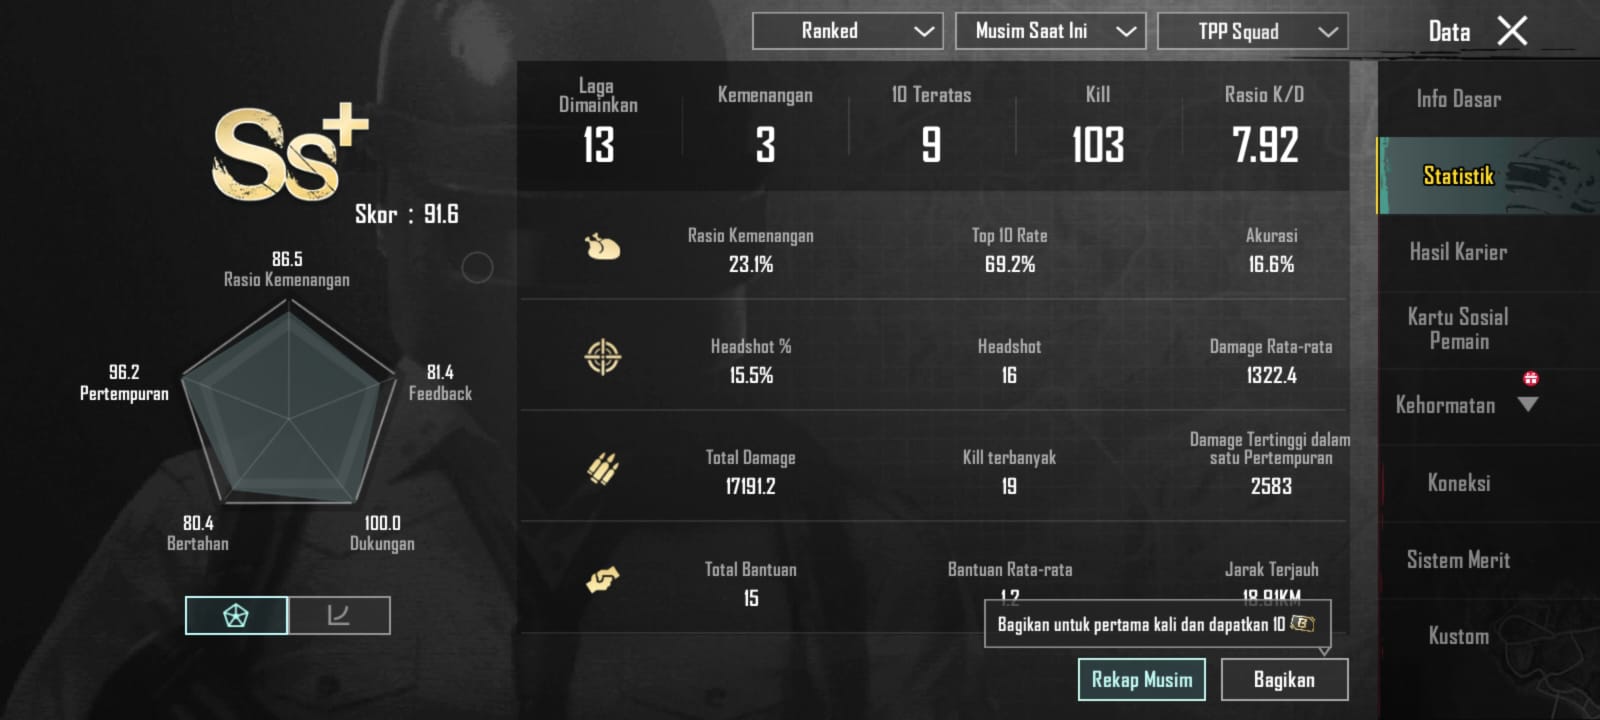 Ranked
Musim Saat Ini
TPP Squad
Data
Ss+
Skor : 91.6
86.5
Rasio Kemenangan
96.2
Pertempuran
81.4
Feedback
80.4
Bertahan
100.0
Dukungan
Laga
Dimainkan
13
Kemenangan
3
10 Teratas
9
Kill
103
Rasio K/D
7.92
Rasio Kemenangan
23.1%
Top 10 Rate
69.2%
Akurasi
16.6%
Headshot %
15.5%
Headshot
16
Damage Rata-rata
1322.4
Total Damage
17191.2
Kill terbanyak
19
Damage Tertinggi dalam
satu Pertempuran
2583
Total Bantuan
15
Bantuan Rata-rata
1.2
Jarak Terjauh
18.91KM
Bagikan untuk pertama kali dan dapatkan 10
Rekap Musim
Bagikan
Info Dasar
Statistik
Hasil Karier
Kartu Sosial
Pemain
Kehormatan
Koneksi
Sistem Merit
Kustom